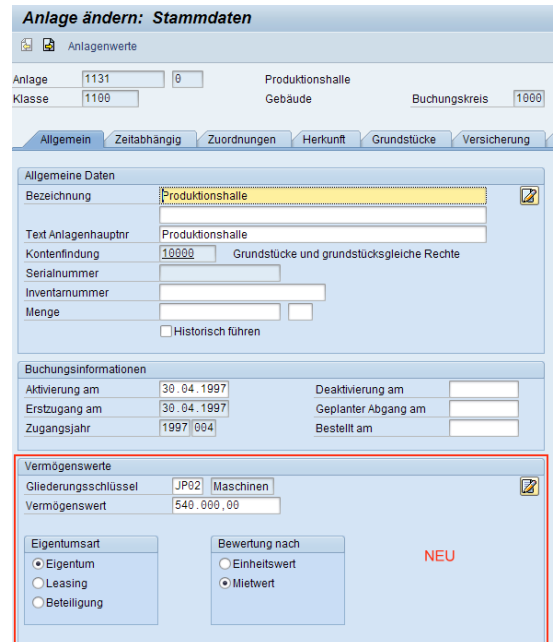 Anlage ändern: Stammdaten
Anlagenwerte
Anlage 1131 0 Produktionshalle
Klasse 1100 Gebäude Buchungskreis 1000
Allgemein Zeitabhängig Zuordnungen Herkunft Grundstücke Versicherung
Allgemeine Daten
Bezeichnung Produktionshalle
Text Anlagenhauptnr Produktionshalle
Kontenfindung 10000 Grundstücke und grundstücksgleiche Rechte
Serialnummer
Inventarnummer
Menge
Historisch führen
Buchungsinformationen
Aktivierung am 30.04.1997 Deaktivierung am
Erstzugang am 30.04.1997 Geplanter Abgang am
Zugangsjahr 1997 004 Bestellt am
Vermögenswerte
Gliederungsschlüssel JP02 Maschinen
Vermögenswert 540.000,00
Eigentumsart Bewertung nach
Eigentum Einheitswert NEU
Leasing Mietwert
Beteiligung